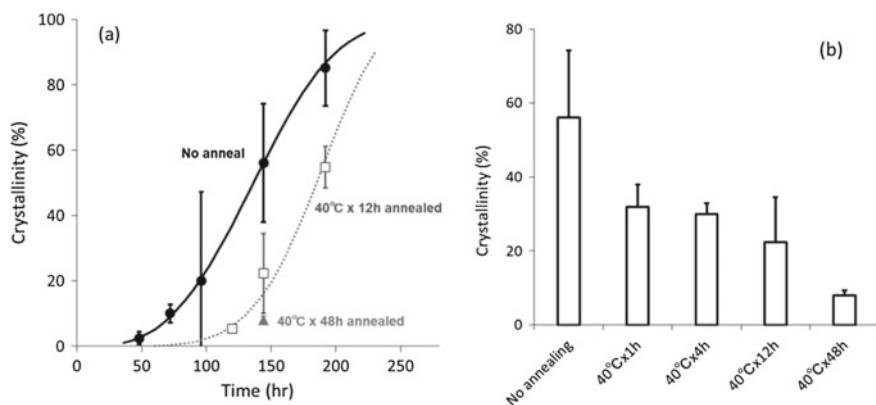 (a)
100
80
60
40
20
0
Crystallinity (%)
No anneal
40℃ x 12h annealed
40℃ x 48h annealed
0 50 100 150 200 250
Time (hr)
(b)
80
60
40
20
0
Crystallinity (%)
No annealing
40℃x1h
40℃x4h
40℃x12h
40℃x48h